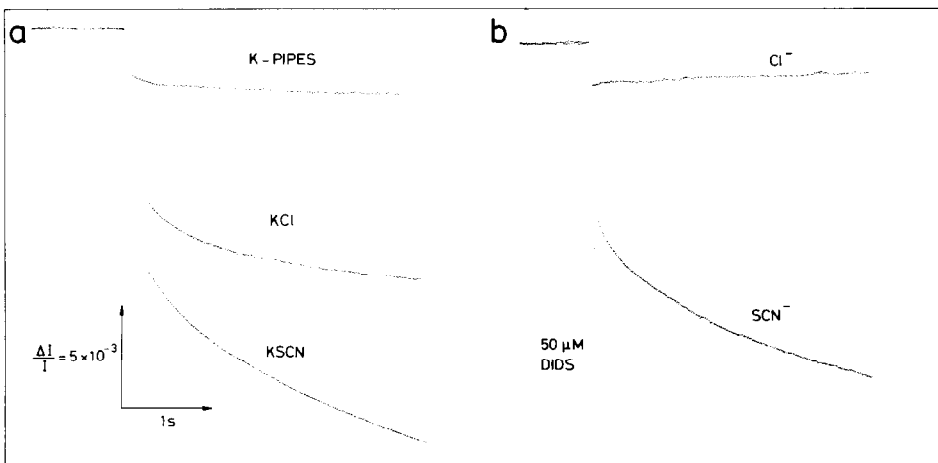 a
K-PIPES
KCl
KSCN
ΔI/I = 5×10⁻³
1s
b
Cl⁻
SCN⁻
50 μM
DIDS